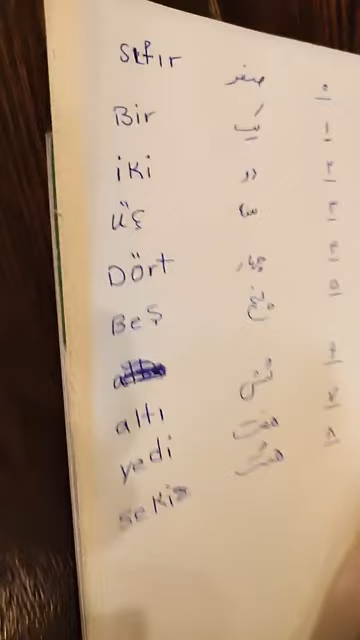 Sıfır صفر ۰
Bir یک ۱
iki دو ۲
üç سه ۳
Dört چهار ۴
Beş پنج ۵
altı شش ۶
yedi هفت ۷
sekiz هشت ۸